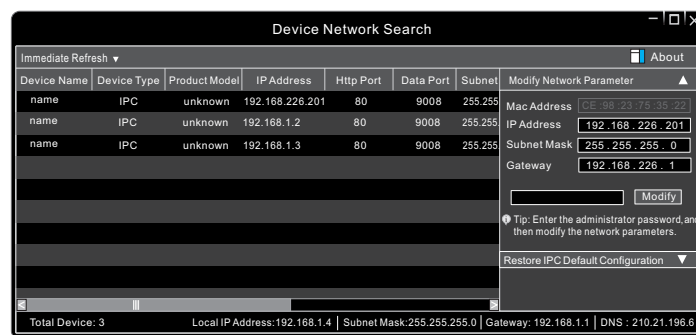 Device Network Search
Immediate Refresh ▼
About
Device Name Device Type Product Model IP Address Http Port Data Port Subnet
name IPC unknown 192.168.226.201 80 9008 255.255
name IPC unknown 192.168.1.2 80 9008 255.255.
name IPC unknown 192.168.1.3 80 9008 255.255
Modify Network Parameter
Mac Address CE:98:23:75:35:22
IP Address 192.168.226.201
Subnet Mask 255.255.255.0
Gateway 192.168.226.1
Modify
Tip: Enter the administrator password,and
then modify the network parameters.
Restore IPC Default Configuration
Total Device: 3 Local IP Address:192.168.1.4 Subnet Mask:255.255.255.0 Gateway: 192.168.1.1 DNS : 210.21.196.6